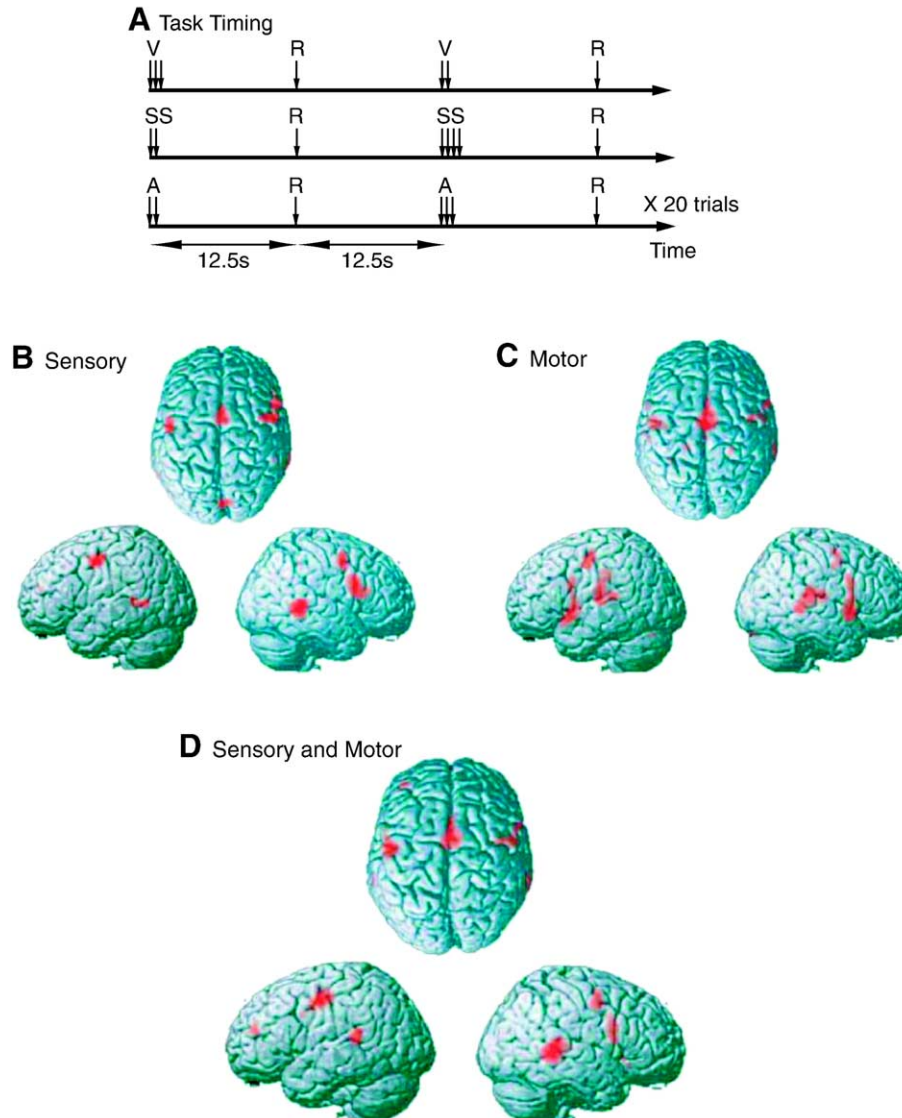 A Task Timing
V R V R
SS R SS R
A R A R
X 20 trials
12.5s 12.5s
Time
B Sensory
C Motor
D Sensory and Motor